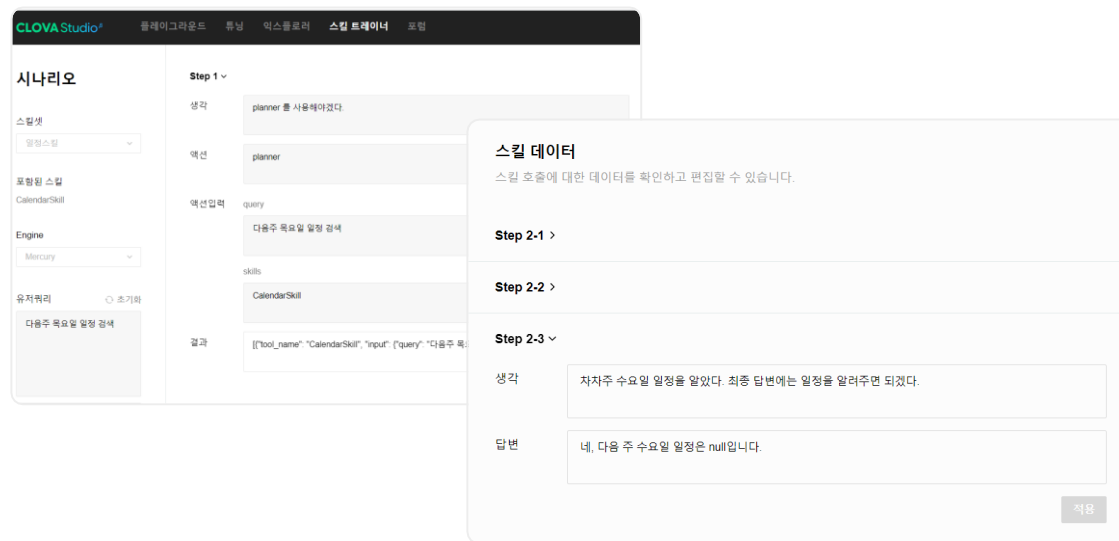 CLOVA Studio 플레이그라운드 튜닝 익스플로러 스킬 트레이너 포럼
시나리오
스킬셋
일정스킬
포함된 스킬
CalendarSkill
Engine
Mercury
유저쿼리 초기화
다음주 목요일 일정 검색
Step 1
생각 planner 를 사용해야겠다.
액션 planner
액션입력 query
다음주 목요일 일정 검색
skills
CalendarSkill
결과 [{"tool_name": "CalendarSkill", "input": {"query": "다음주 목
스킬 데이터
스킬 호출에 대한 데이터를 확인하고 편집할 수 있습니다.
Step 2-1
Step 2-2
Step 2-3
생각 차차주 수요일 일정을 알았다. 최종 답변에는 일정을 알려주면 되겠다.
답변 네, 다음 주 수요일 일정은 null입니다.
적용